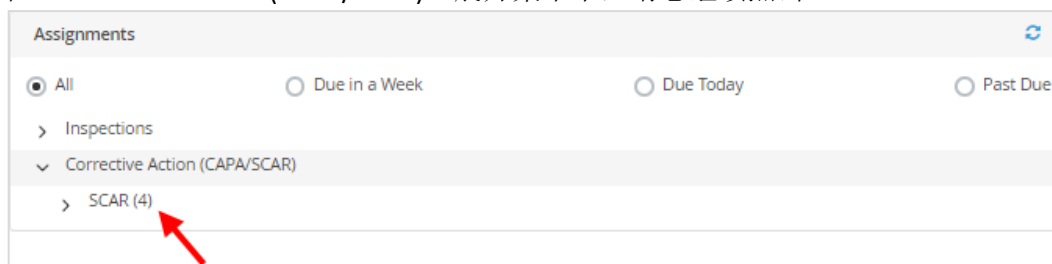 Assignments
All Due in a Week Due Today Past Due
Inspections
Corrective Action (CAPA/SCAR)
SCAR (4)